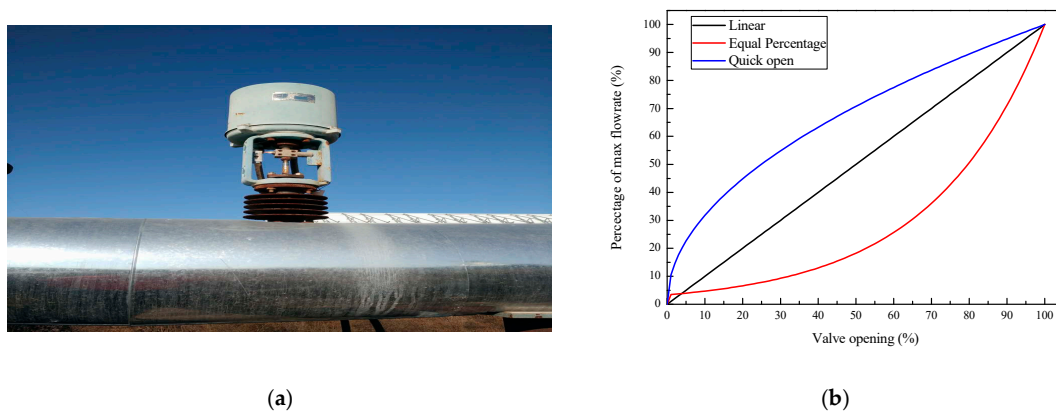 Linear
Equal Percentage
Quick open
Percectage of max flowrate (%)
100
90
80
70
60
50
40
30
20
10
0
0 10 20 30 40 50 60 70 80 90 100
Valve opening (%)
(a)
(b)